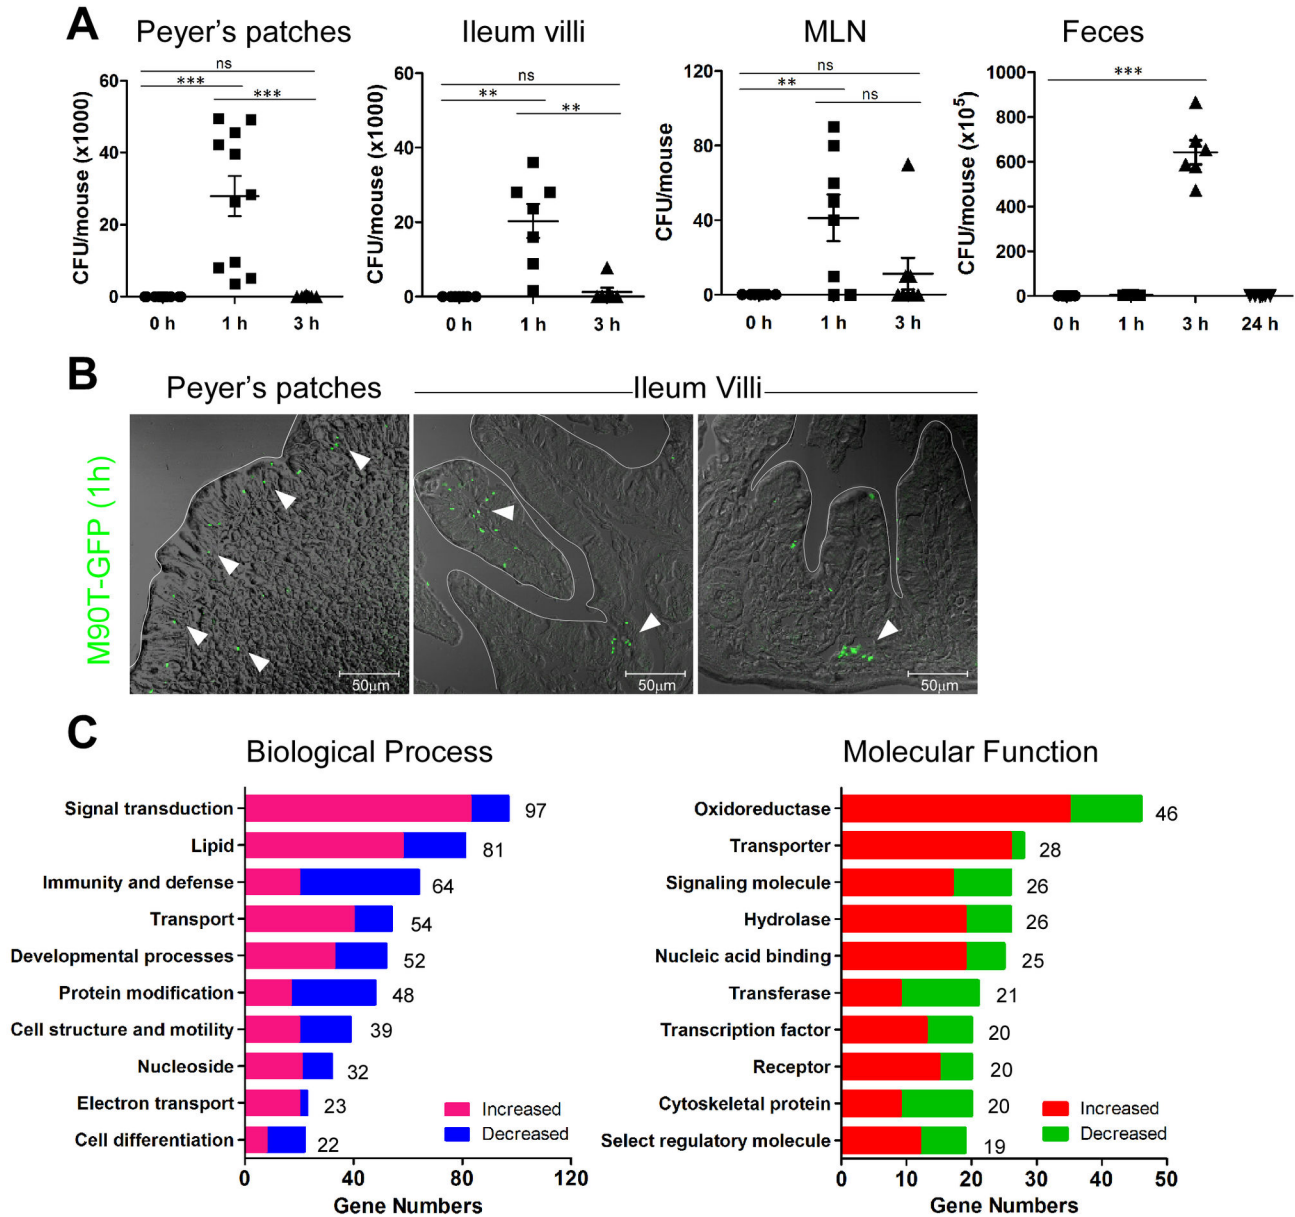 A
Peyer's patches
Ileum villi
MLN
Feces
CFU/mouse (x1000)
60
40
20
0
ns
***
***
0 h
1 h
3 h
CFU/mouse (x1000)
60
40
20
0
ns
**
**
0 h
1 h
3 h
CFU/mouse
120
80
40
0
ns
**
ns
0 h
1 h
3 h
CFU/mouse (x10⁵)
1000
800
600
400
200
0
***
0 h
1 h
3 h
24 h
B
Peyer's patches
Ileum Villi
M90T-GFP (1h)
50μm
50μm
50μm
C
Biological Process
Signal transduction 97
Lipid 81
Immunity and defense 64
Transport 54
Developmental processes 52
Protein modification 48
Cell structure and motility 39
Nucleoside 32
Electron transport 23
Cell differentiation 22
Increased
Decreased
0 40 80 120
Gene Numbers
Molecular Function
Oxidoreductase 46
Transporter 28
Signaling molecule 26
Hydrolase 26
Nucleic acid binding 25
Transferase 21
Transcription factor 20
Receptor 20
Cytoskeletal protein 20
Select regulatory molecule 19
Increased
Decreased
0 10 20 30 40 50
Gene Numbers